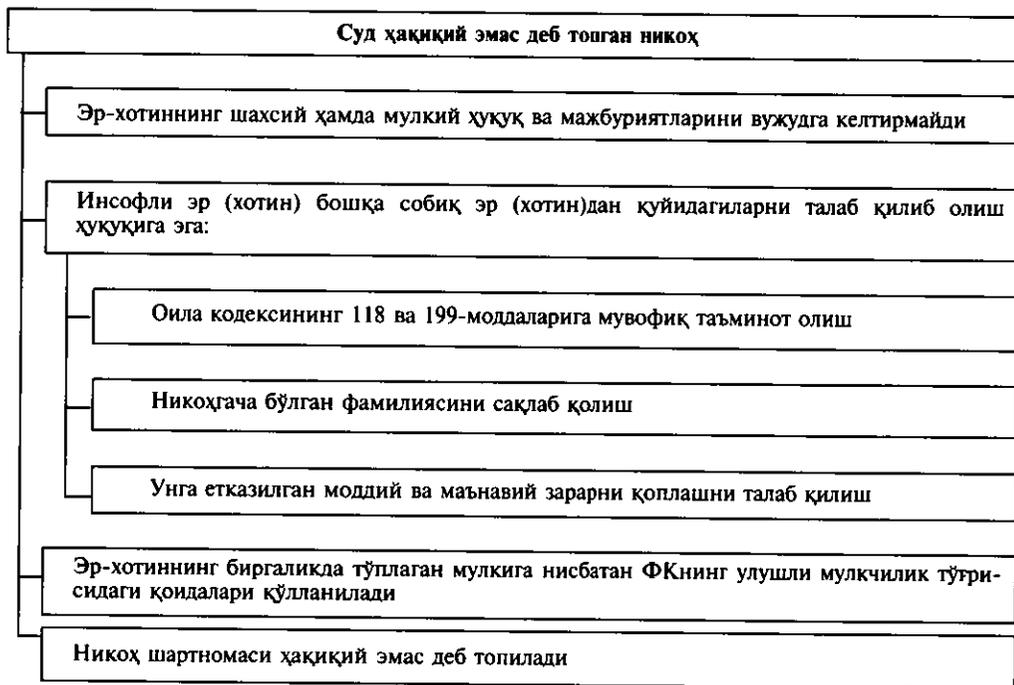 Суд ҳақиқий эмас деб топган никоҳ
Эр-хотиннинг шахсий ҳамда мулкий ҳуқуқ ва мажбуриятларини вужудга келтирмайди
Инсофли эр (хотин) бошқа собиқ эр (хотин)дан қуйидагиларни талаб қилиб олиш
ҳуқуқига эга:
Оила кодексининг 118 ва 199-моддаларига мувофиқ таъминот олиш
Никоҳгача бўлган фамилиясини сақлаб қолиш
Унга етказилган моддий ва маънавий зарарни қоплашни талаб қилиш
Эр-хотиннинг биргаликда тўплаган мулкига нисбатан ФКнинг улушли мулкчилик тўғри-
сидаги қоидалари қўлланилади
Никоҳ шартномаси ҳақиқий эмас деб топилади